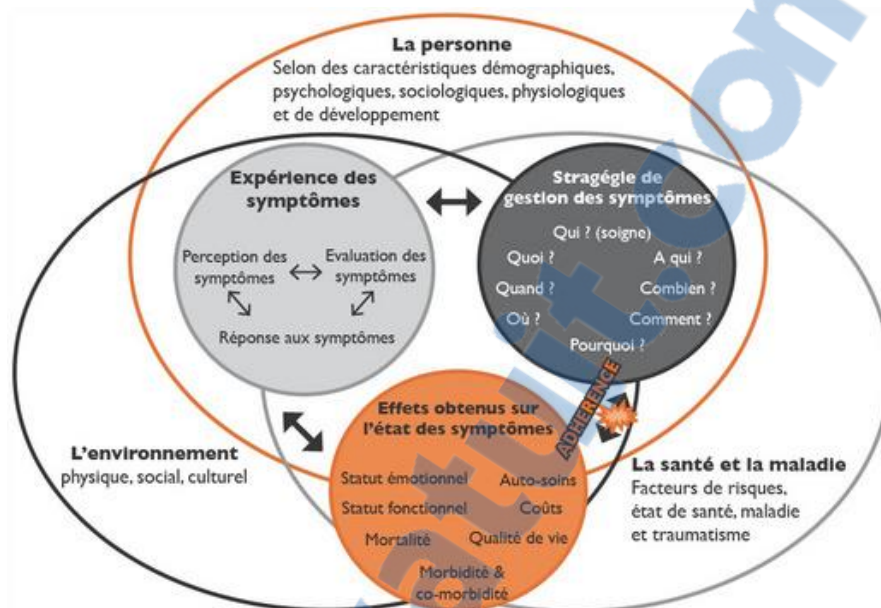 La personne
Selon des caractéristiques démographiques,
psychologiques, sociologiques, physiologiques
et de développement
Expérience des
symptômes
Perception des
symptômes
Evaluation des
symptômes
Réponse aux symptômes
Stragégie de
gestion des symptômes
Qui ? (soigne)
Quoi ?
A qui ?
Quand ?
Combien ?
Où ?
Comment ?
Pourquoi ?
ADHERENCE
Effets obtenus sur
l'état des symptômes
Statut émotionnel
Auto-soins
Statut fonctionnel
Coûts
Mortalité
Qualité de vie
Morbidité &
co-morbidité
L'environnement
physique, social, culturel
La santé et la maladie
Facteurs de risques,
état de santé, maladie
et traumatisme